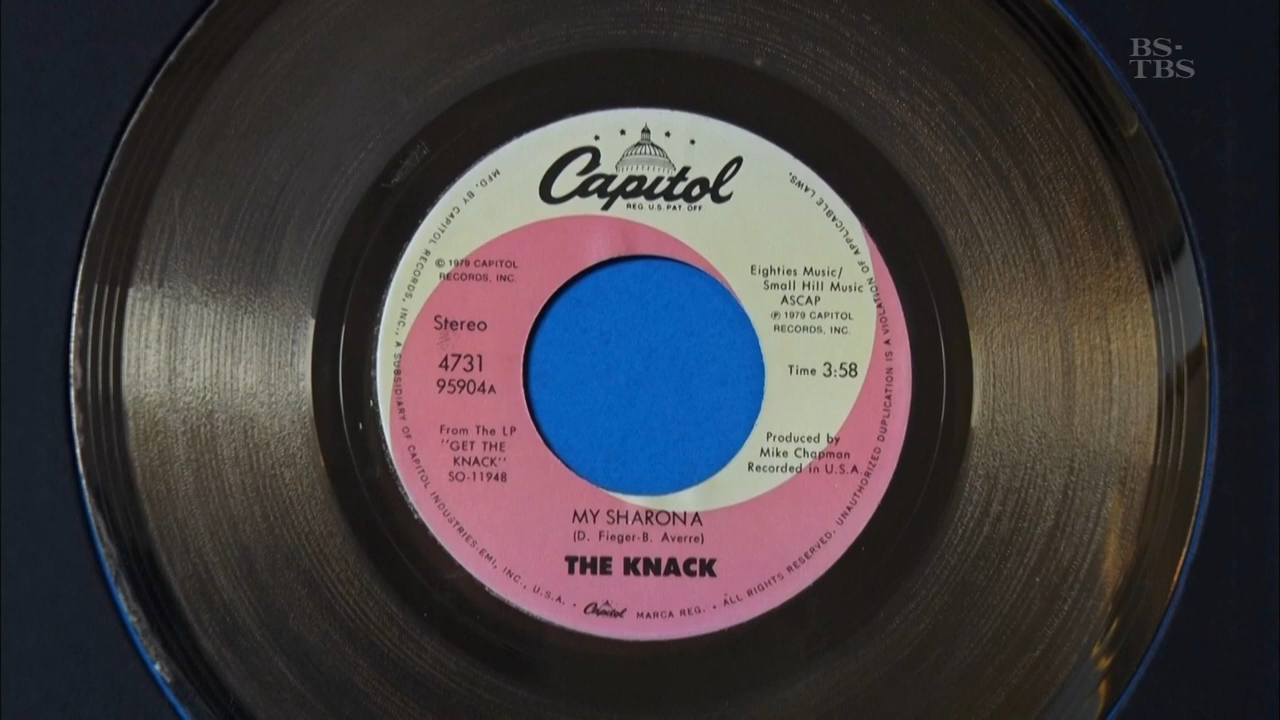 BS-
TBS
Capitol
REG. U.S. PAT. OFF
MFD. BY CAPITOL RECORDS, INC., A SUBSIDIARY OF CAPITOL INDUSTRIES-EMI, INC., U.S.A. • Capitol MARCA REG. • ALL RIGHTS RESERVED. UNAUTHORIZED DUPLICATION IS A VIOLATION OF APPLICABLE LAWS.
© 1979 CAPITOL
RECORDS, INC.
Stereo
4731
95904A
From The LP
"GET THE
KNACK"
SO-11948
Eighties Music/
Small Hill Music
ASCAP
℗ 1979 CAPITOL
RECORDS, INC.
Time 3:58
Produced by
Mike Chapman
Recorded in U.S.A.
MY SHARONA
(D. Fieger-B. Averre)
THE KNACK